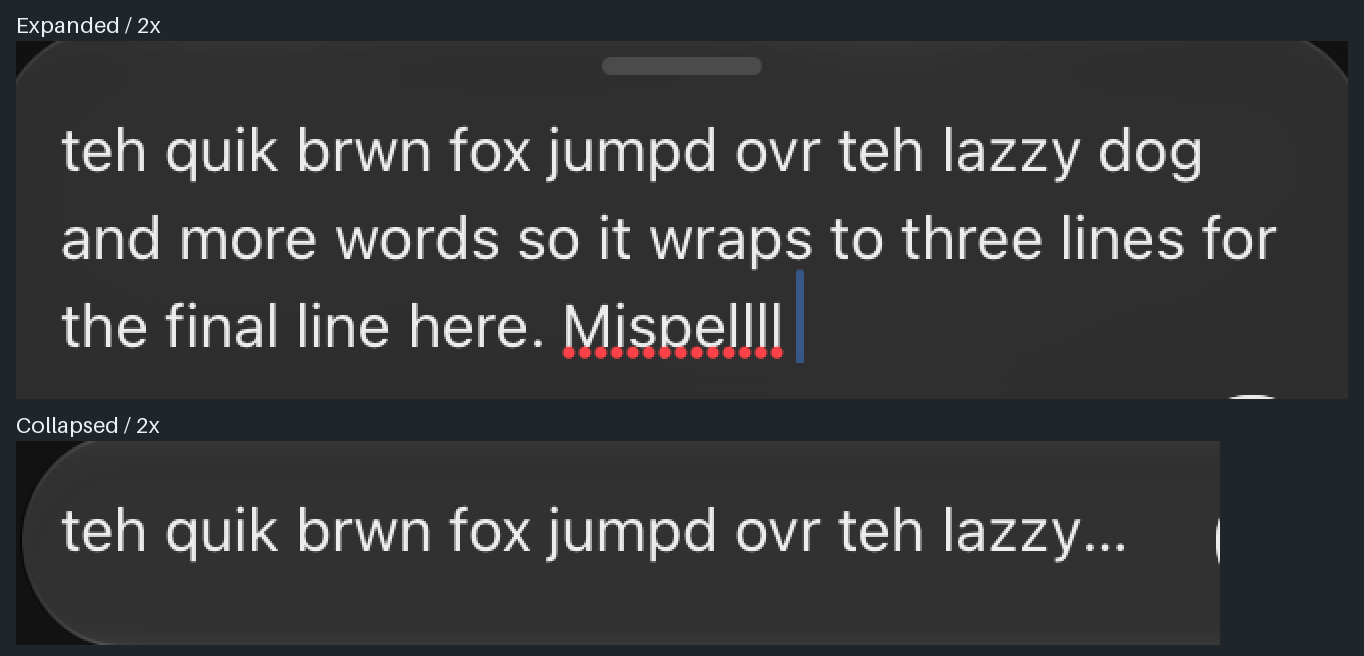 Expanded / 2x
teh quik brwn fox jumpd ovr teh lazzy dog
and more words so it wraps to three lines for
the final line here. Mispellll
Collapsed / 2x
teh quik brwn fox jumpd ovr teh lazzy...